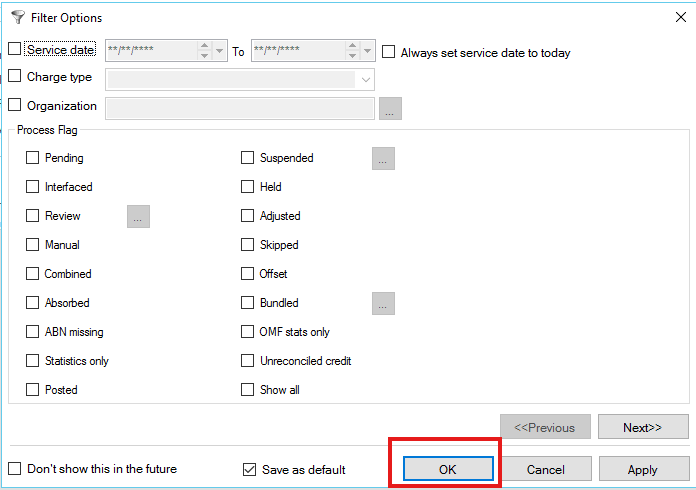 Filter Options
Service date **/**/**** To **/**/**** Always set service date to today
Charge type
Organization ...
Process Flag
Pending Suspended ...
Interfaced Held
Review ... Adjusted
Manual Skipped
Combined Offset
Absorbed Bundled ...
ABN missing OMF stats only
Statistics only Unreconciled credit
Posted Show all
<<Previous Next>>
Don't show this in the future Save as default OK Cancel Apply